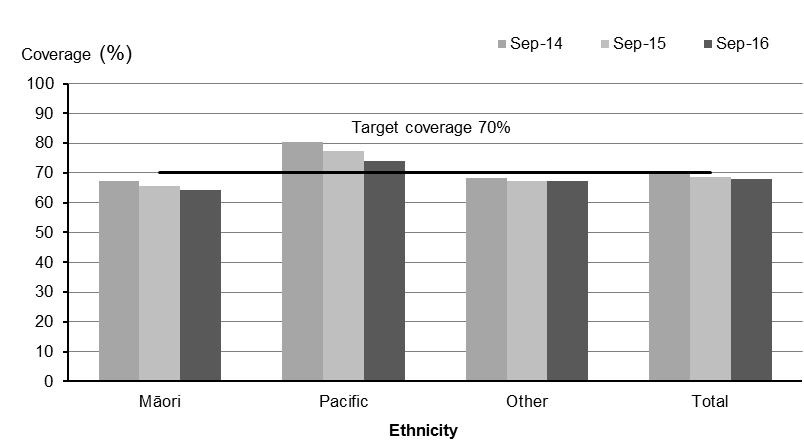 Coverage (%)
Sep-14 Sep-15 Sep-16
100
90
Target coverage 70%
80
70
60
50
40
30
20
10
0
Māori Pacific Other Total
Ethnicity